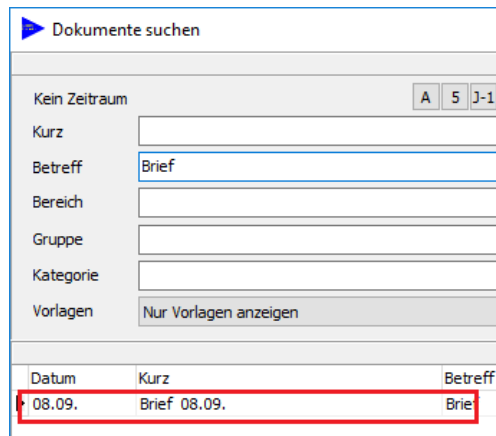 Dokumente suchen
Kein Zeitraum A 5 J-1
Kurz
Betreff Brief
Bereich
Gruppe
Kategorie
Vorlagen Nur Vorlagen anzeigen
Datum Kurz Betreff
08.09. Brief 08.09. Brief